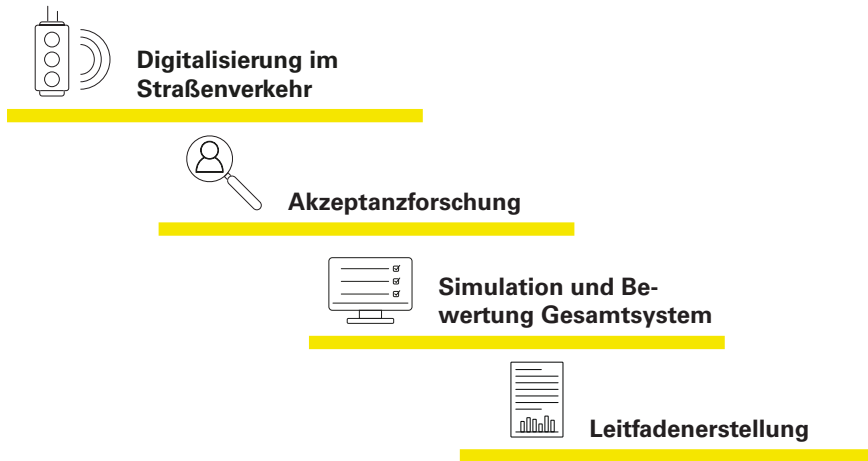 Digitalisierung im
Straßenverkehr
Akzeptanzforschung
Simulation und Be-
wertung Gesamtsystem
Leitfadenerstellung